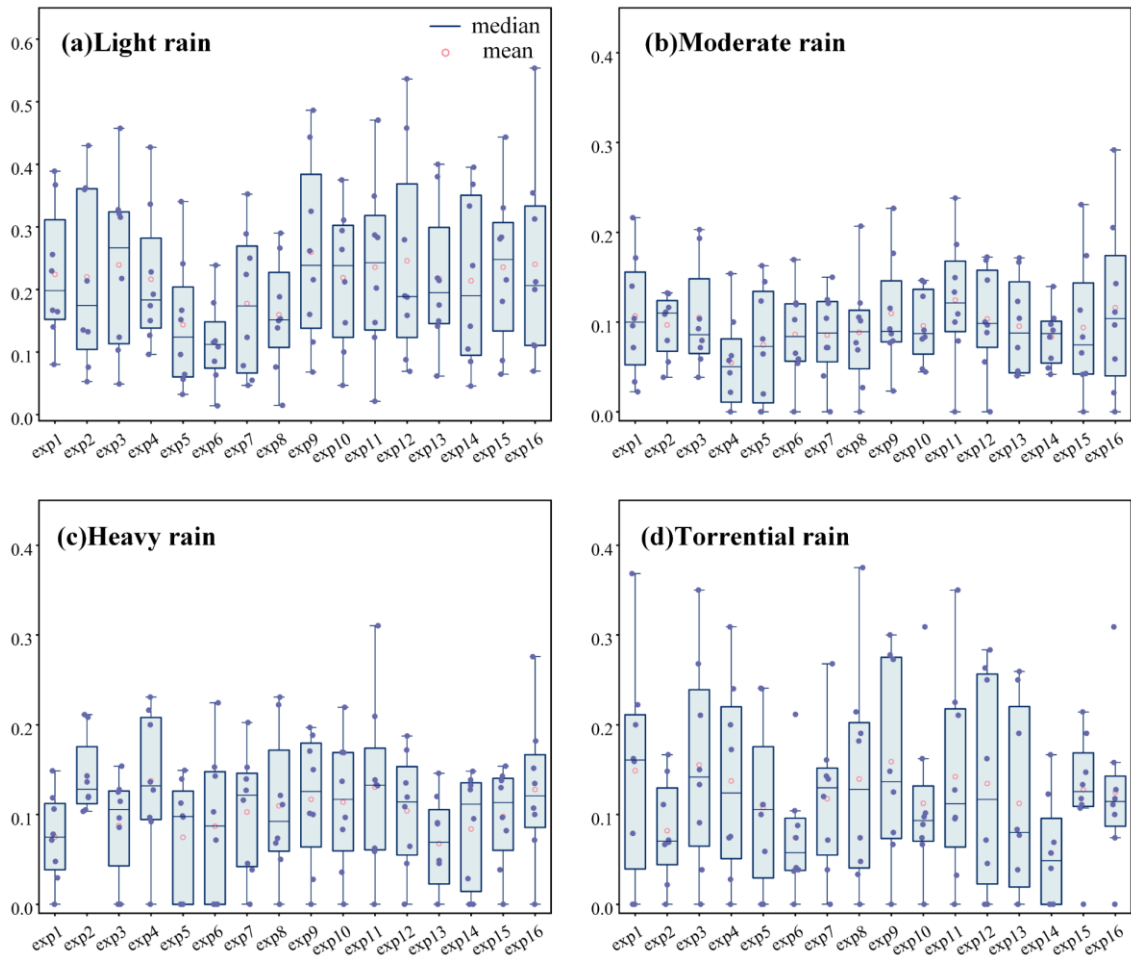 (a)Light rain
median
mean
0.6
0.5
0.4
0.3
0.2
0.1
0.0
exp1 exp2 exp3 exp4 exp5 exp6 exp7 exp8 exp9 exp10 exp11 exp12 exp13 exp14 exp15 exp16
(b)Moderate rain
0.4
0.3
0.2
0.1
0.0
exp1 exp2 exp3 exp4 exp5 exp6 exp7 exp8 exp9 exp10 exp11 exp12 exp13 exp14 exp15 exp16
(c)Heavy rain
0.4
0.3
0.2
0.1
0.0
exp1 exp2 exp3 exp4 exp5 exp6 exp7 exp8 exp9 exp10 exp11 exp12 exp13 exp14 exp15 exp16
(d)Torrential rain
0.4
0.3
0.2
0.1
0.0
exp1 exp2 exp3 exp4 exp5 exp6 exp7 exp8 exp9 exp10 exp11 exp12 exp13 exp14 exp15 exp16